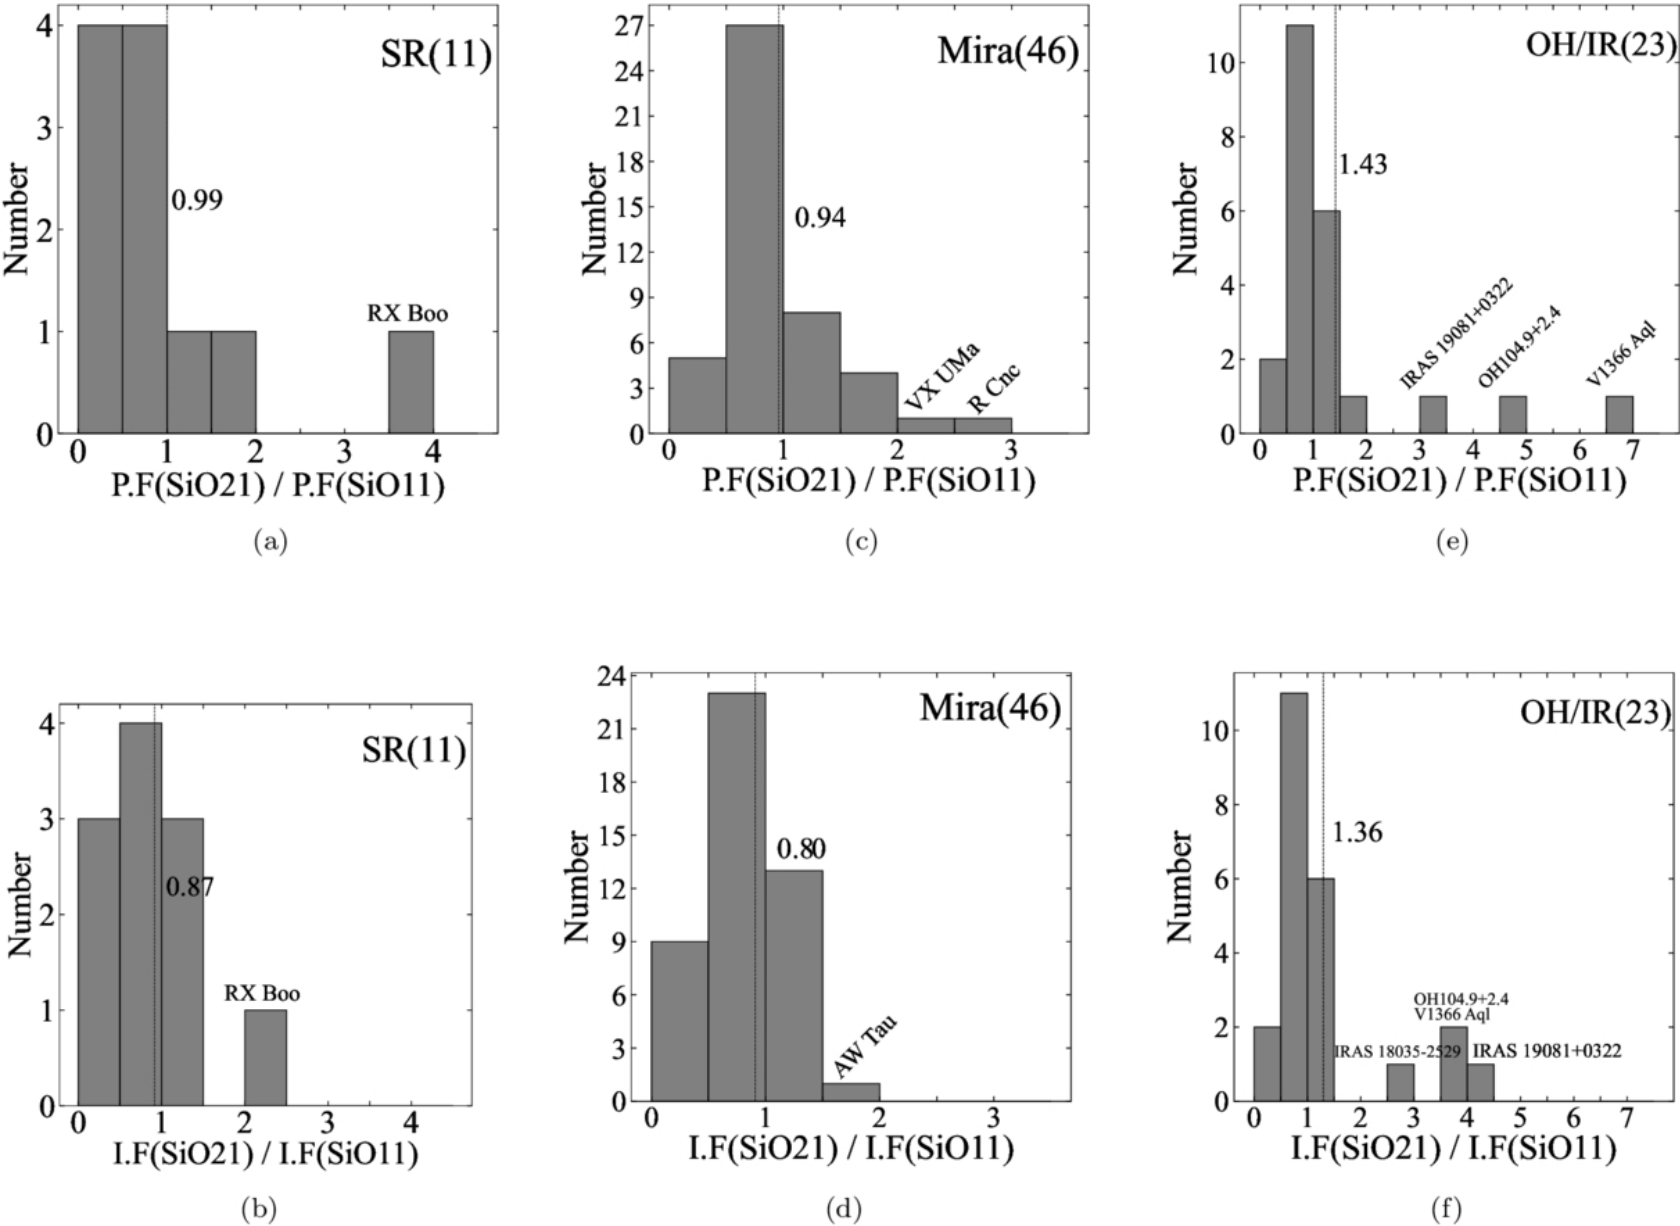 4
3
2
1
0
Number
SR(11)
0.99
RX Boo
0 1 2 3 4
P.F(SiO21) / P.F(SiO11)
(a)
27
24
21
18
15
12
9
6
3
0
Number
Mira(46)
0.94
VX UMa
R Cnc
0 1 2 3
P.F(SiO21) / P.F(SiO11)
(c)
10
8
6
4
2
0
Number
OH/IR(23)
1.43
IRAS 19081+0322
OH104.9+2.4
V1366 Aql
0 1 2 3 4 5 6 7
P.F(SiO21) / P.F(SiO11)
(e)
4
3
2
1
0
Number
SR(11)
0.87
RX Boo
0 1 2 3 4
I.F(SiO21) / I.F(SiO11)
(b)
24
21
18
15
12
9
6
3
0
Number
Mira(46)
0.80
AW Tau
0 1 2 3
I.F(SiO21) / I.F(SiO11)
(d)
10
8
6
4
2
0
Number
OH/IR(23)
1.36
OH104.9+2.4
V1366 Aql
IRAS 18035-2529
IRAS 19081+0322
0 1 2 3 4 5 6 7
I.F(SiO21) / I.F(SiO11)
(f)